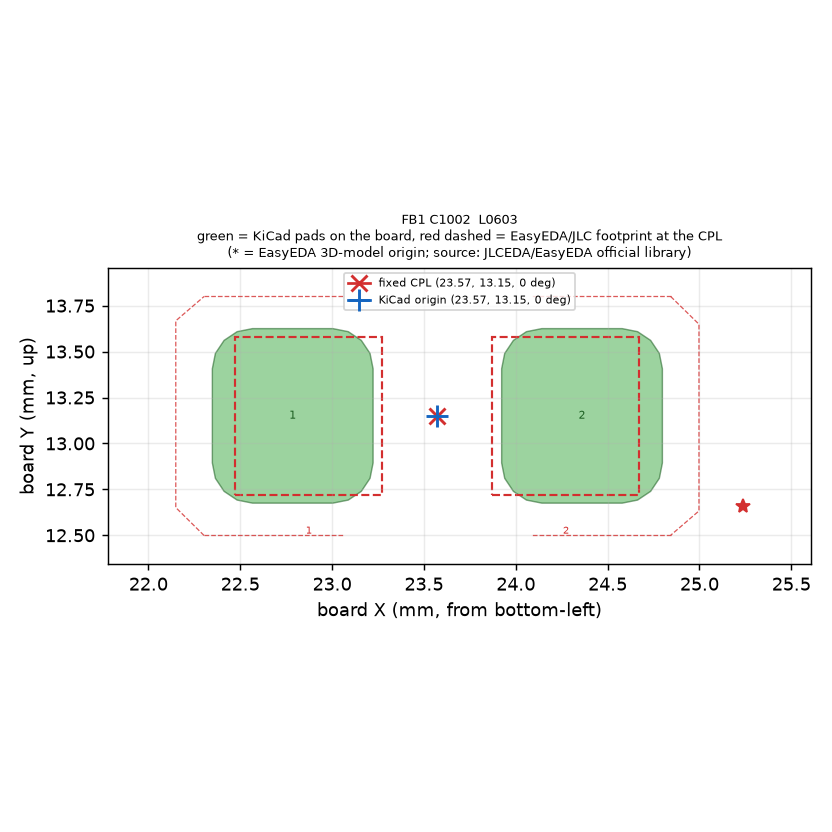 FB1 C1002  L0603
green = KiCad pads on the board, red dashed = EasyEDA/JLC footprint at the CPL
(* = EasyEDA 3D-model origin; source: JLCEDA/EasyEDA official library)
fixed CPL (23.57, 13.15, 0 deg)
KiCad origin (23.57, 13.15, 0 deg)
13.75
13.50
13.25
13.00
12.75
12.50
board Y (mm, up)
1
2
1
2
22.0
22.5
23.0
23.5
24.0
24.5
25.0
25.5
board X (mm, from bottom-left)